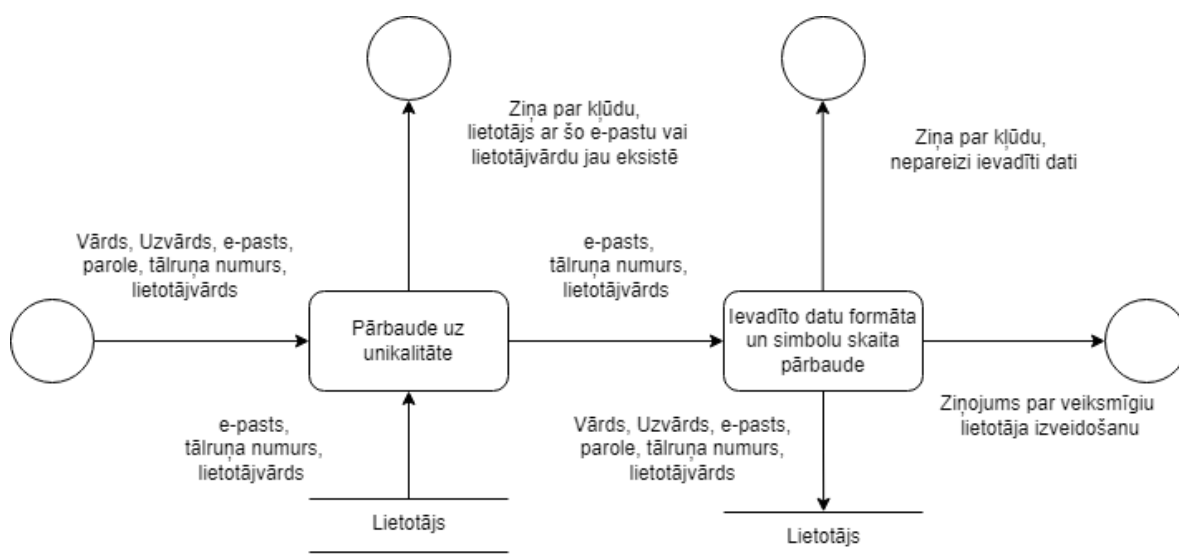 Ziņa par kļūdu,
lietotājs ar šo e-pastu vai
lietotājvārdu jau eksistē
Ziņa par kļūdu,
nepareizi ievadīti dati
Vārds, Uzvārds, e-pasts,
parole, tālruņa numurs,
lietotājvārds
e-pasts,
tālruņa numurs,
lietotājvārds
Pārbaude uz
unikalitāte
Ievadīto datu formāta
un simbolu skaita
pārbaude
e-pasts,
tālruņa numurs,
lietotājvārds
Vārds, Uzvārds, e-pasts,
parole, tālruņa numurs,
lietotājvārds
Ziņojums par veiksmīgiu
lietotāja izveidošanu
Lietotājs
Lietotājs